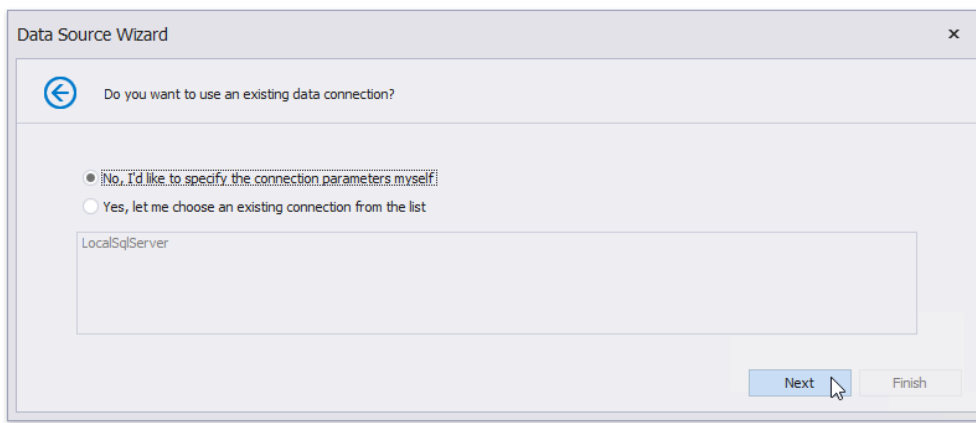 Data Source Wizard
Do you want to use an existing data connection?
No, I'd like to specify the connection parameters myself
Yes, let me choose an existing connection from the list
LocalSqlServer
Next
Finish